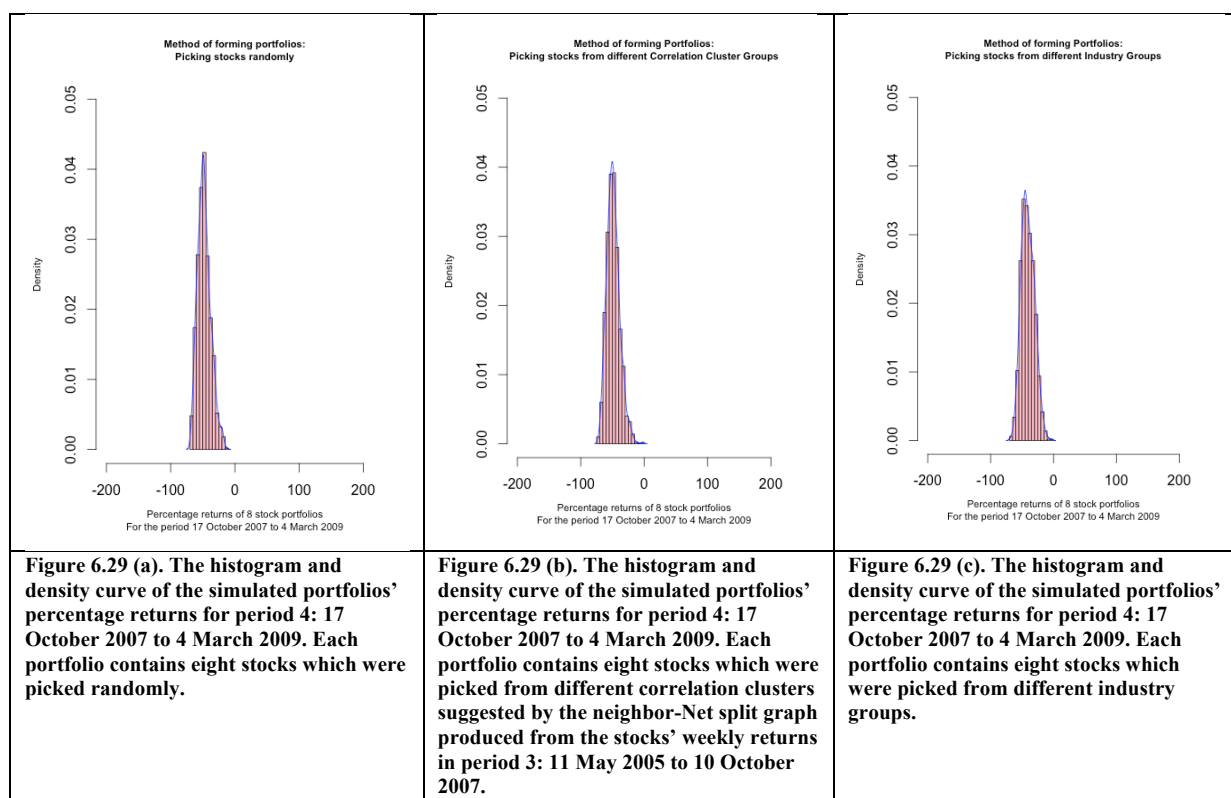 Method of forming portfolios:
Picking stocks randomly
0.05
0.04
0.03
0.02
0.01
0.00
Density
-200 -100 0 100 200
Percentage returns of 8 stock portfolios
For the period 17 October 2007 to 4 March 2009
Method of forming Portfolios:
Picking stocks from different Correlation Cluster Groups
0.05
0.04
0.03
0.02
0.01
0.00
Density
-200 -100 0 100 200
Percentage returns of 8 stock portfolios
For the period 17 October 2007 to 4 March 2009
Method of forming Portfolios:
Picking stocks from different Industry Groups
0.05
0.04
0.03
0.02
0.01
0.00
Density
-200 -100 0 100 200
Percentage returns of 8 stock portfolios
For the period 17 October 2007 to 4 March 2009
Figure 6.29 (a). The histogram and
density curve of the simulated portfolios’
percentage returns for period 4: 17
October 2007 to 4 March 2009. Each
portfolio contains eight stocks which were
picked randomly.
Figure 6.29 (b). The histogram and
density curve of the simulated portfolios’
percentage returns for period 4: 17
October 2007 to 4 March 2009. Each
portfolio contains eight stocks which were
picked from different correlation clusters
suggested by the neighbor-Net split graph
produced from the stocks’ weekly returns
in period 3: 11 May 2005 to 10 October
2007.
Figure 6.29 (c). The histogram and
density curve of the simulated portfolios’
percentage returns for period 4: 17
October 2007 to 4 March 2009. Each
portfolio contains eight stocks which
were picked from different industry
groups.